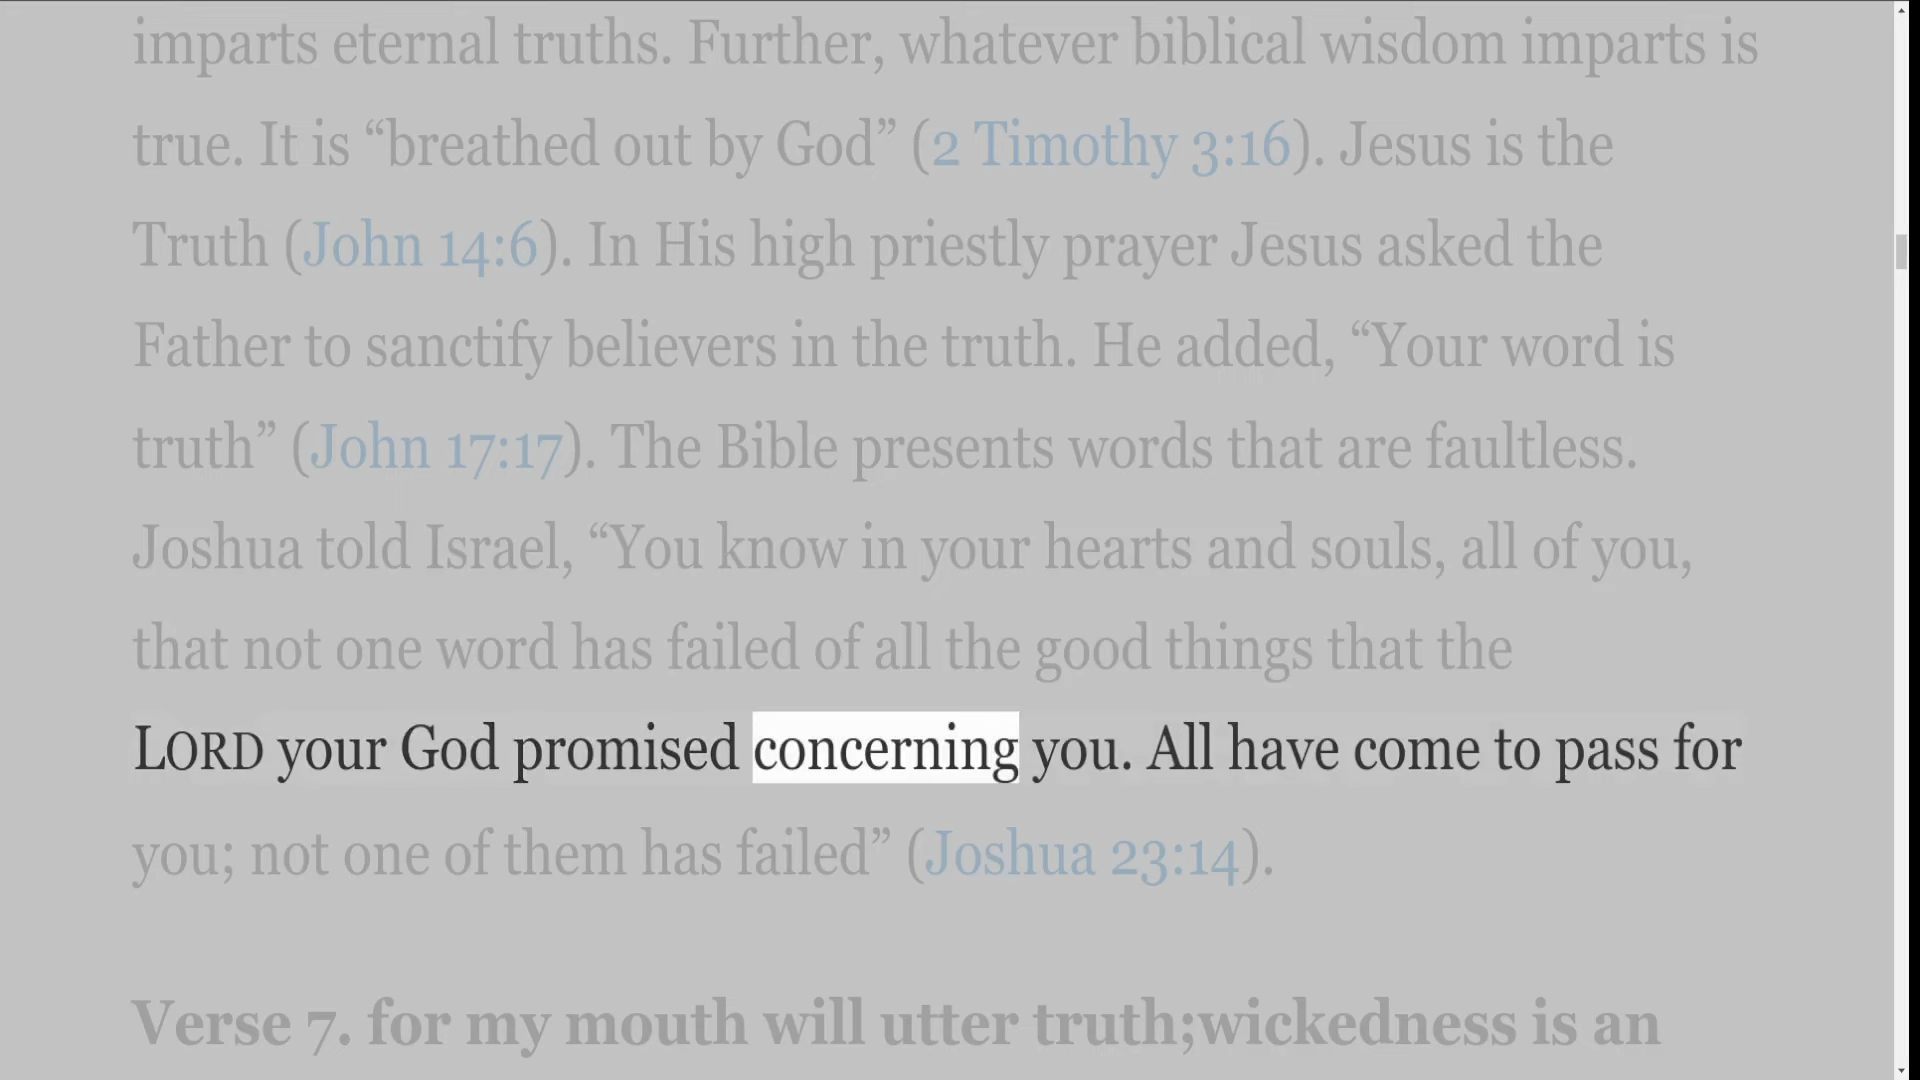 imparts eternal truths. Further, whatever biblical wisdom imparts is
true. It is “breathed out by God” (2 Timothy 3:16). Jesus is the
Truth (John 14:6). In His high priestly prayer Jesus asked the
Father to sanctify believers in the truth. He added, “Your word is
truth” (John 17:17). The Bible presents words that are faultless.
Joshua told Israel, “You know in your hearts and souls, all of you,
that not one word has failed of all the good things that the
LORD your God promised concerning you. All have come to pass for
you; not one of them has failed” (Joshua 23:14).
Verse 7. for my mouth will utter truth;wickedness is an